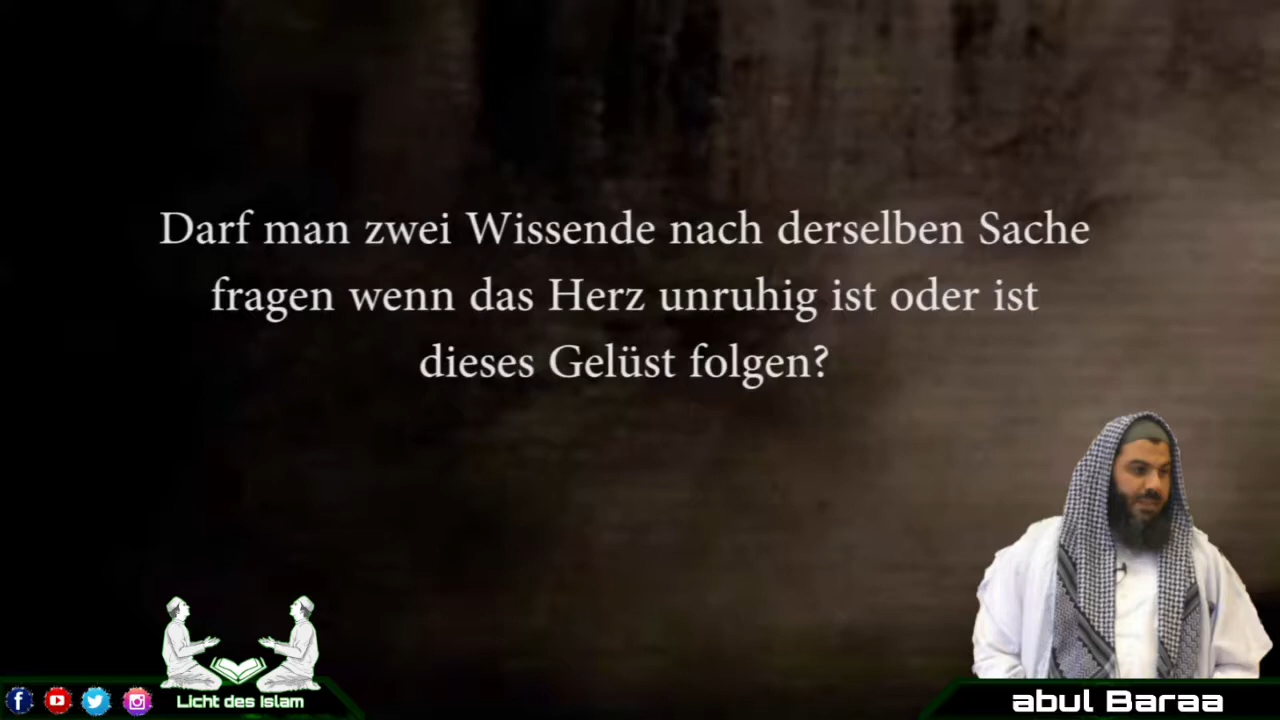 Darf man zwei Wissende nach derselben Sache
fragen wenn das Herz unruhig ist oder ist
dieses Gelüst folgen?
Licht des Islam
abul Baraa